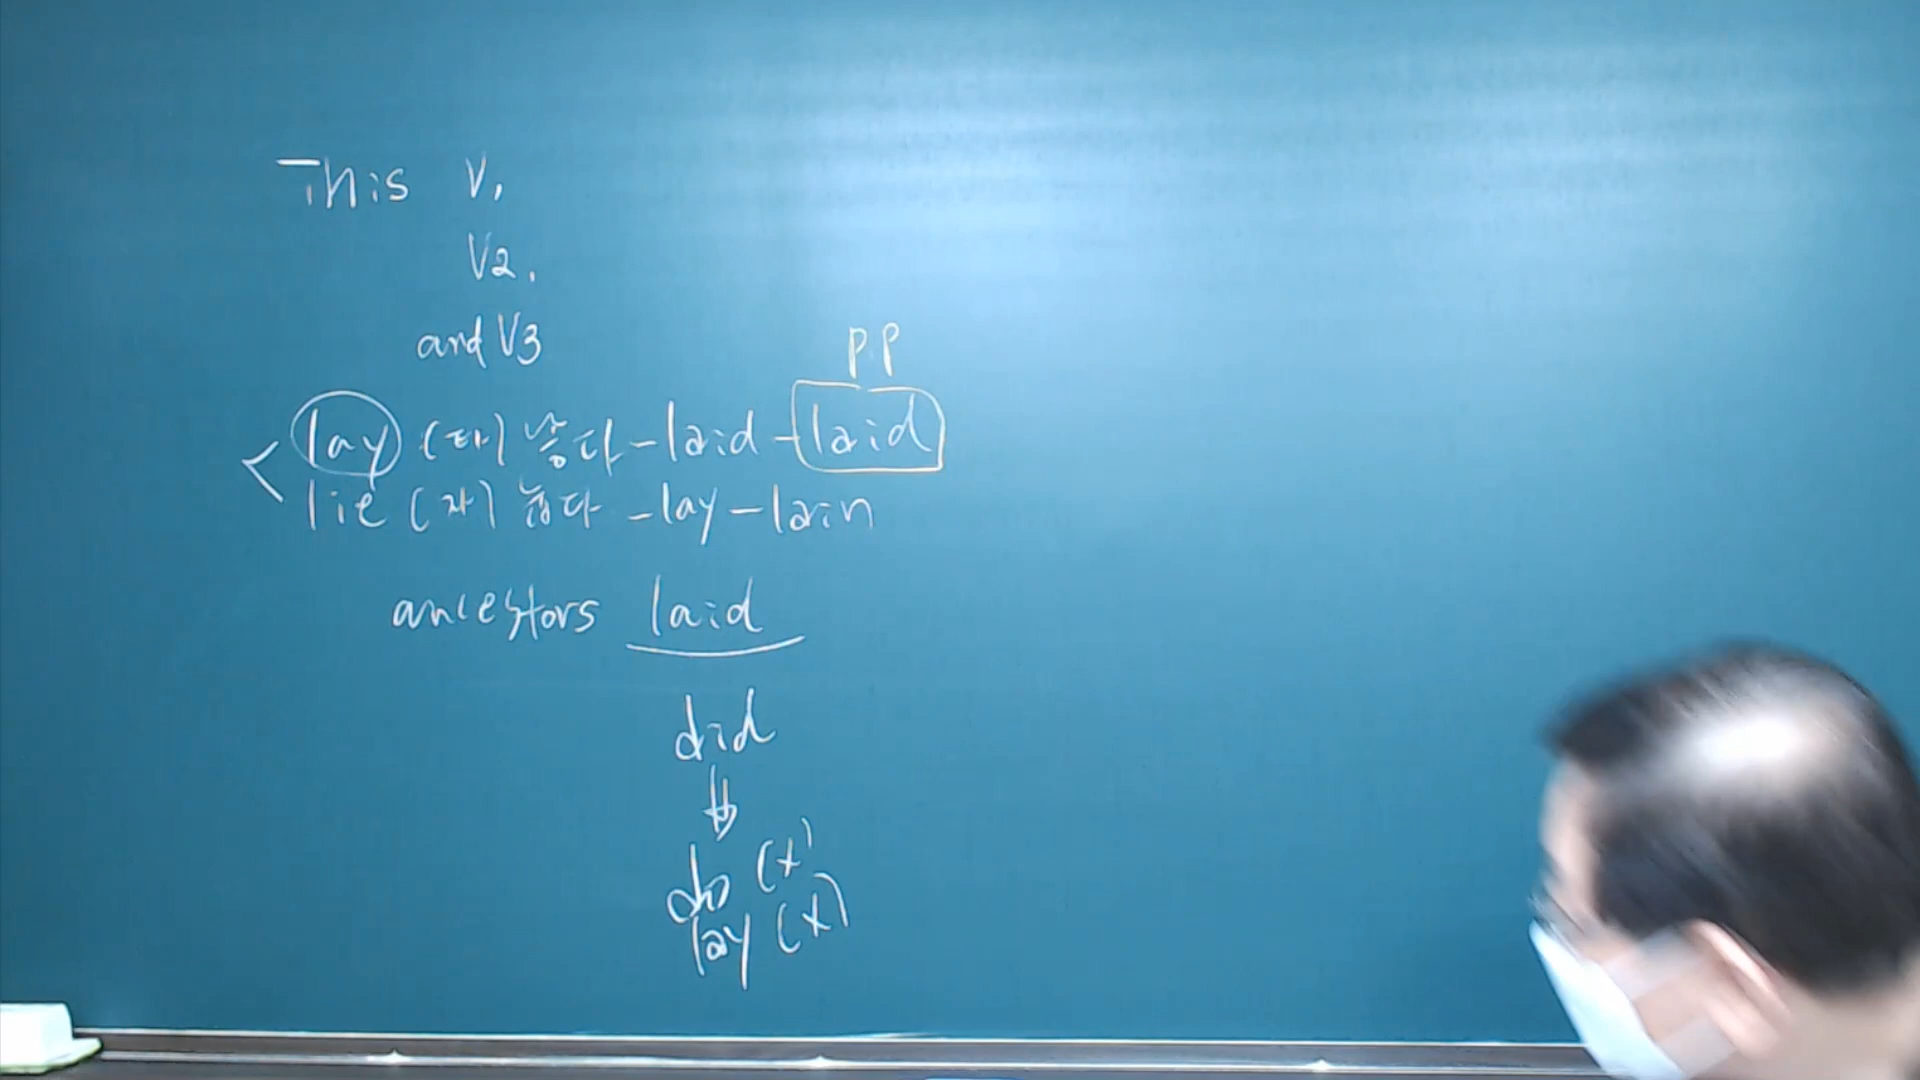 This V1,
V2,
and V3
P.P
lay (타) 놓다 - laid - laid
lie (자) 눕다 - lay - lain
ancestors laid
did
do (x)
lay (x)